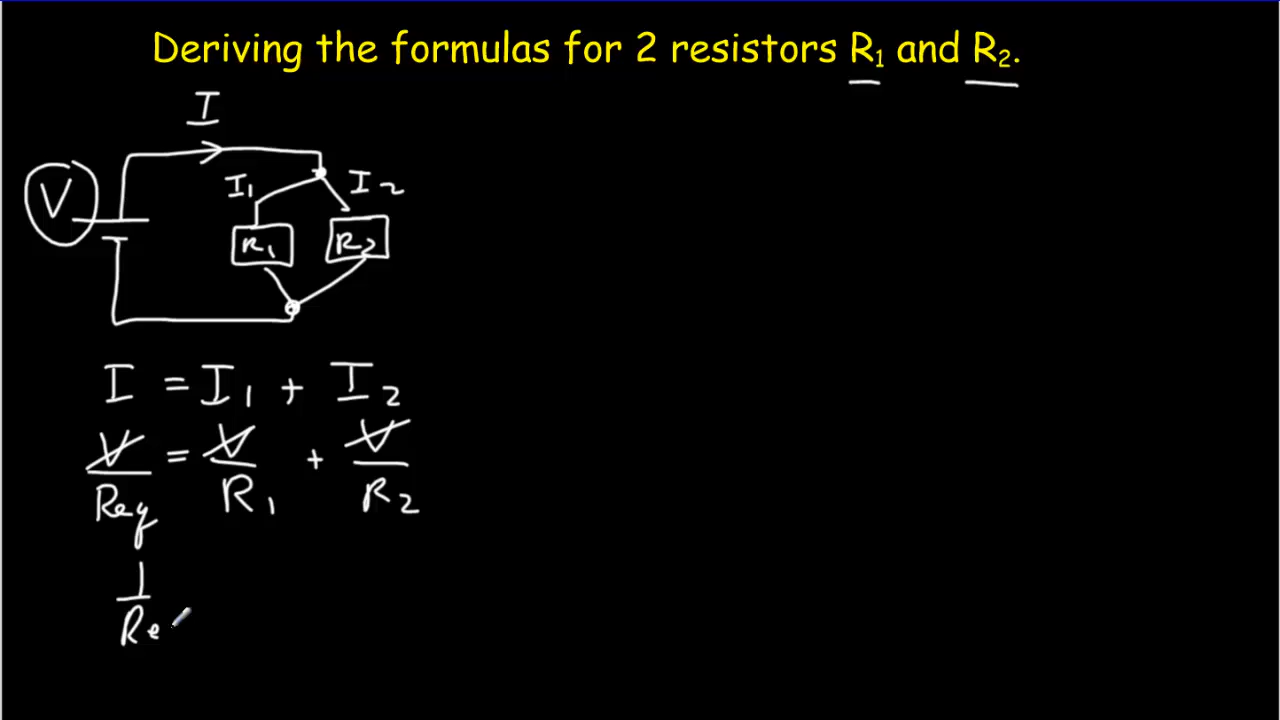 Deriving the formulas for 2 resistors R₁ and R₂.
I
V
I₁ I₂
R₁ R₂
I = I₁ + I₂
V/Req = V/R₁ + V/R₂
1/Re